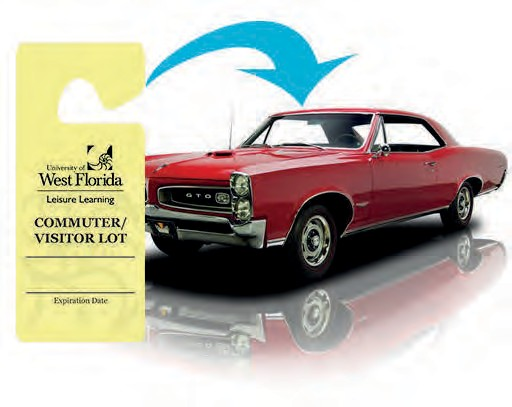 University of
West Florida
Leisure Learning
COMMUTER/
VISITOR LOT
Expiration Date
GTO